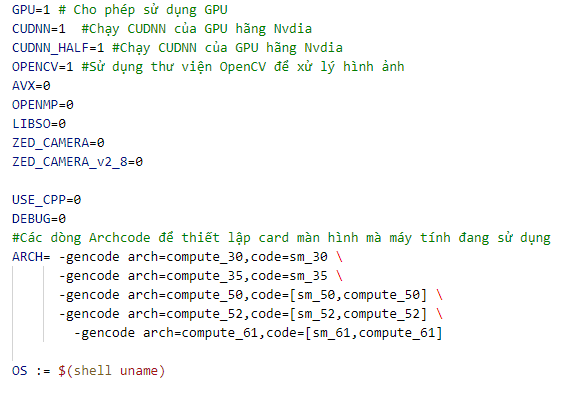 GPU=1 # Cho phép sử dụng GPU
CUDNN=1  #Chạy CUDNN của GPU hãng Nvdia
CUDNN_HALF=1 #Chạy CUDNN của GPU hãng Nvdia
OPENCV=1 #Sử dụng thư viện OpenCV để xử lý hình ảnh
AVX=0
OPENMP=0
LIBSO=0
ZED_CAMERA=0
ZED_CAMERA_v2_8=0
USE_CPP=0
DEBUG=0
#Các dòng Archcode để thiết lập card màn hình mà máy tính đang sử dụng
ARCH= -gencode arch=compute_30,code=sm_30 \
-gencode arch=compute_35,code=sm_35 \
-gencode arch=compute_50,code=[sm_50,compute_50] \
-gencode arch=compute_52,code=[sm_52,compute_52] \
-gencode arch=compute_61,code=[sm_61,compute_61]
OS := $(shell uname)